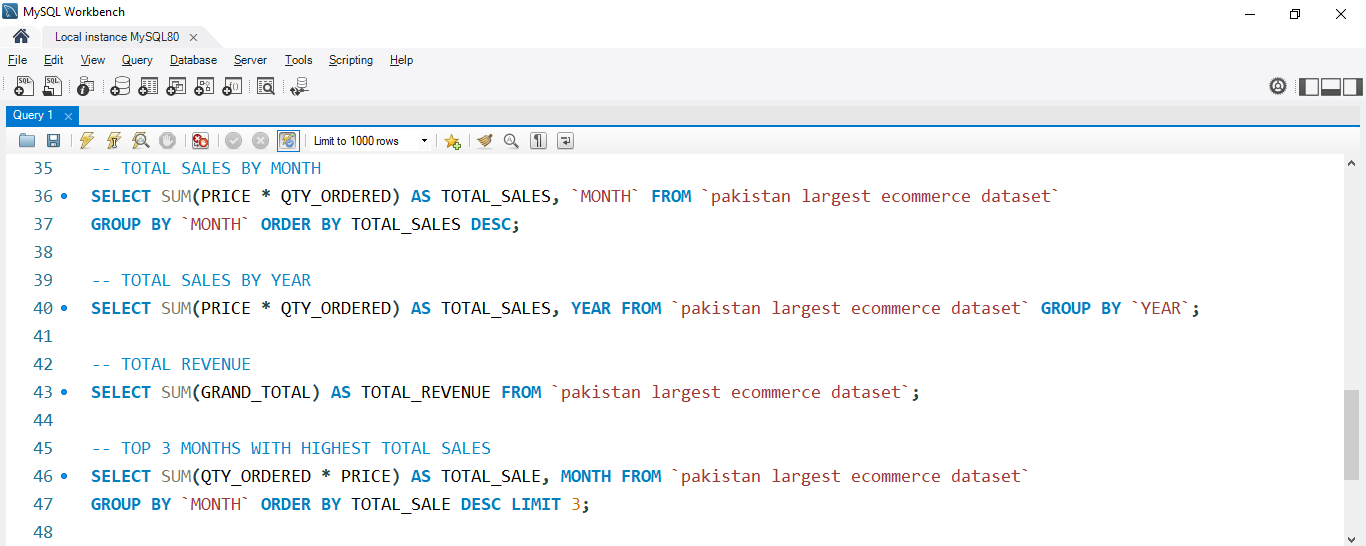 MySQL Workbench
Local instance MySQL80
File Edit View Query Database Server Tools Scripting Help
Query 1
Limit to 1000 rows
35 -- TOTAL SALES BY MONTH
36 SELECT SUM(PRICE * QTY_ORDERED) AS TOTAL_SALES, `MONTH` FROM `pakistan largest ecommerce dataset`
37 GROUP BY `MONTH` ORDER BY TOTAL_SALES DESC;
38
39 -- TOTAL SALES BY YEAR
40 SELECT SUM(PRICE * QTY_ORDERED) AS TOTAL_SALES, YEAR FROM `pakistan largest ecommerce dataset` GROUP BY `YEAR`;
41
42 -- TOTAL REVENUE
43 SELECT SUM(GRAND_TOTAL) AS TOTAL_REVENUE FROM `pakistan largest ecommerce dataset`;
44
45 -- TOP 3 MONTHS WITH HIGHEST TOTAL SALES
46 SELECT SUM(QTY_ORDERED * PRICE) AS TOTAL_SALE, MONTH FROM `pakistan largest ecommerce dataset`
47 GROUP BY `MONTH` ORDER BY TOTAL_SALE DESC LIMIT 3;
48